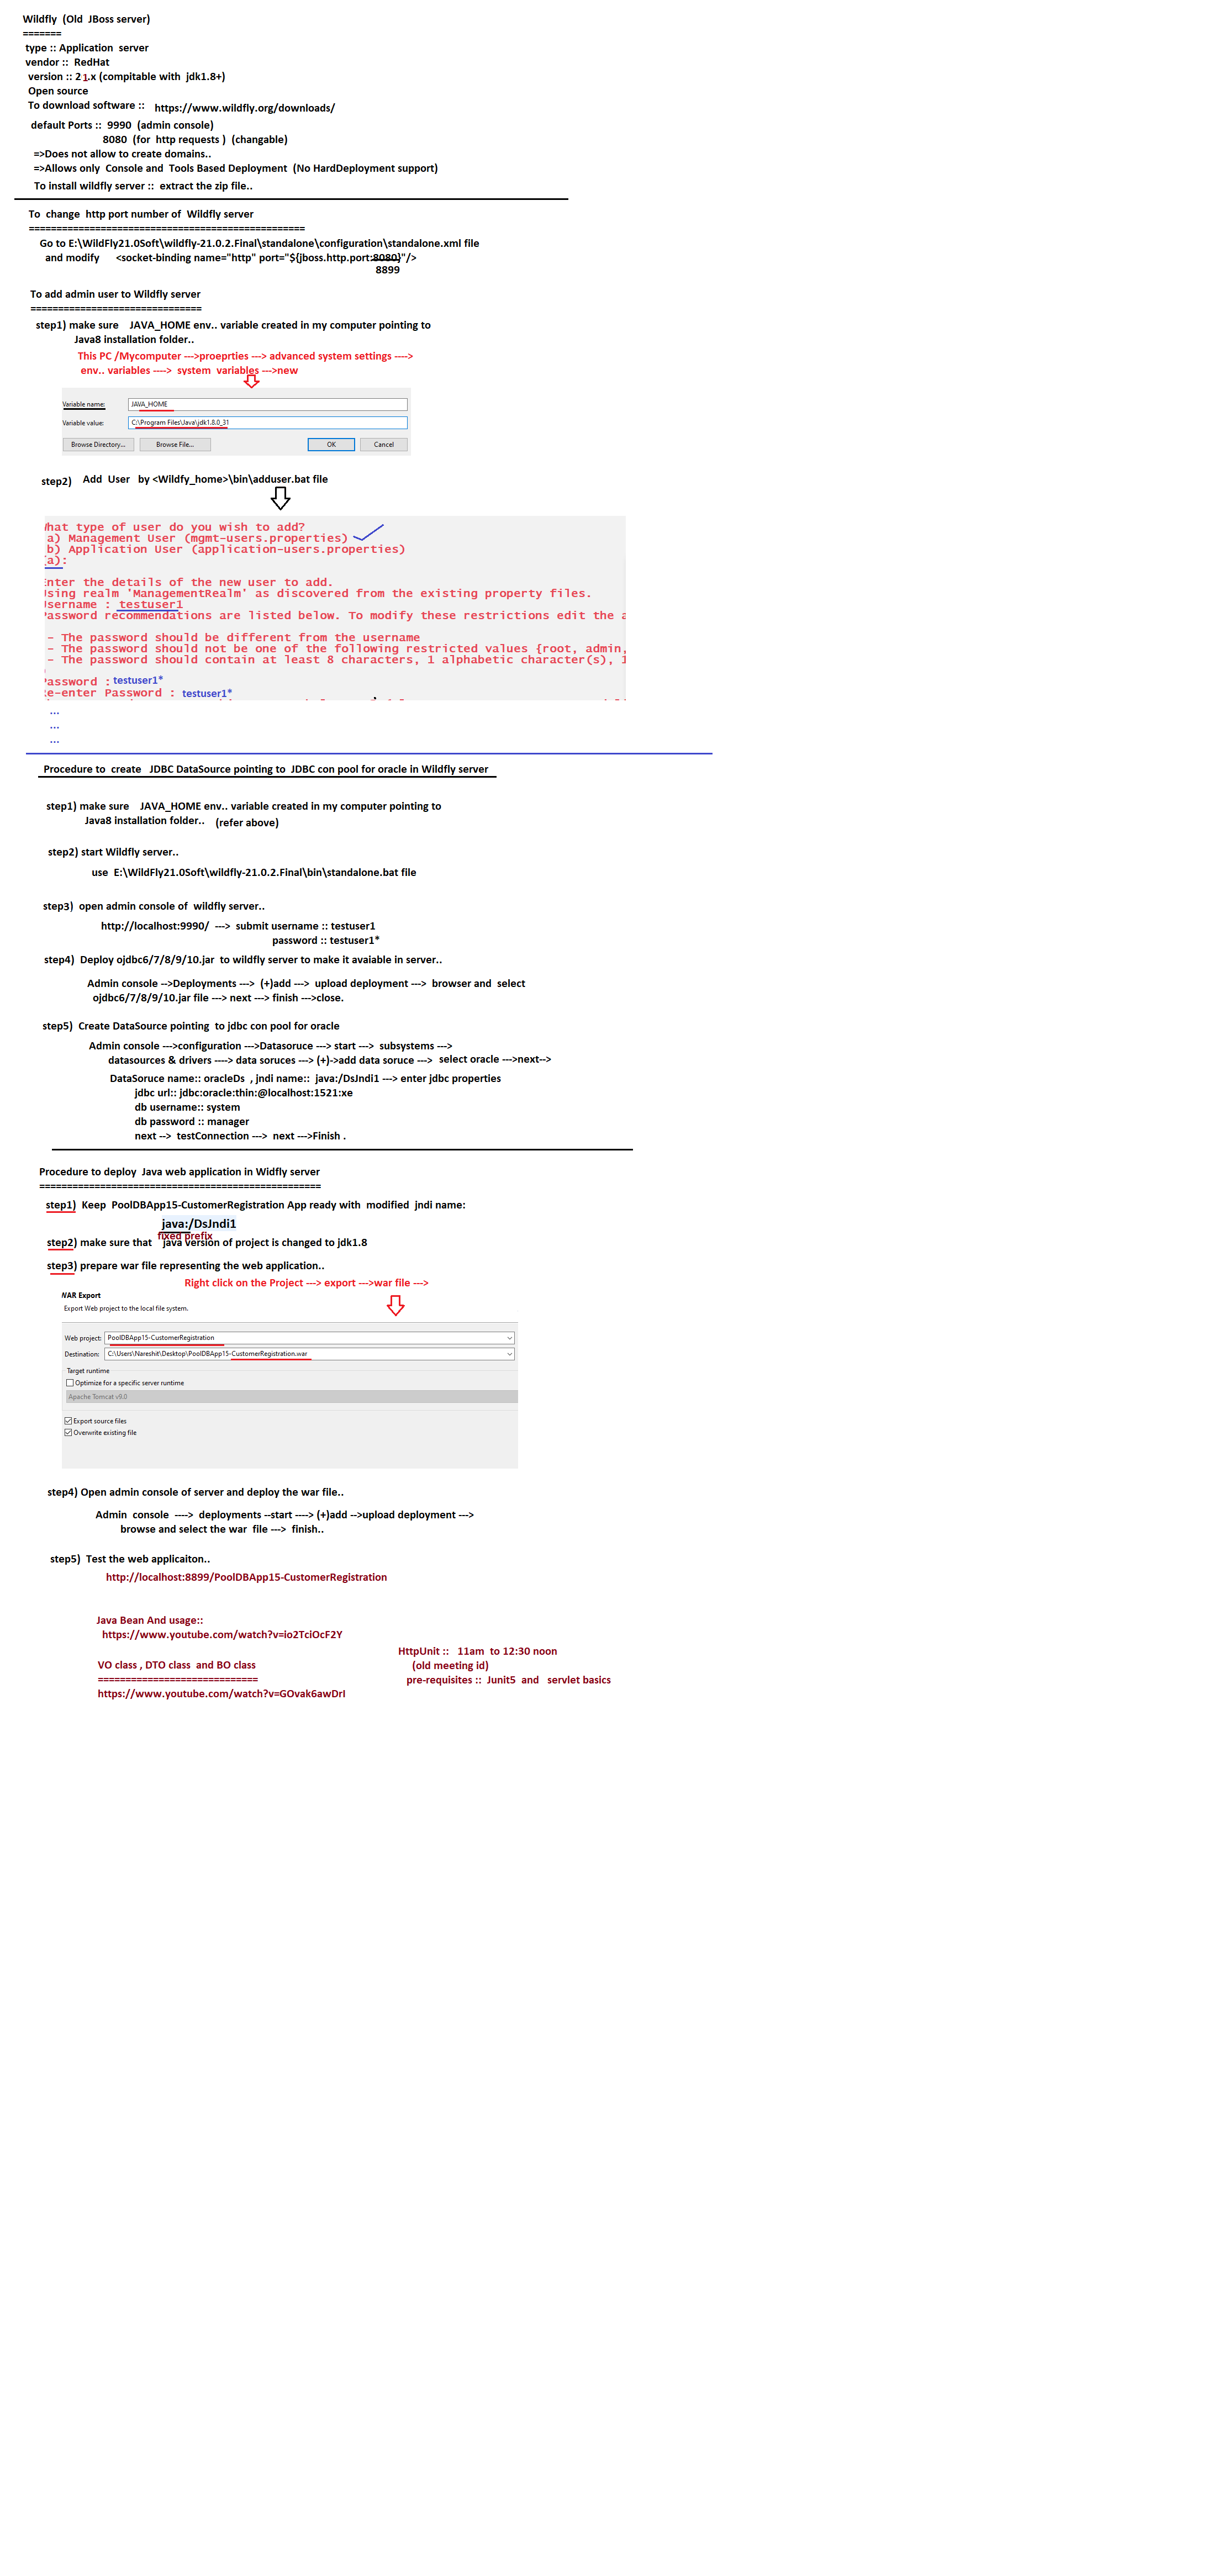 Wildfly (Old JBoss server)
=======
type :: Application server
vendor :: RedHat
version :: 21.x (compitable with jdk1.8+)
Open source
To download software :: https://www.wildfly.org/downloads/
default Ports :: 9990 (admin console)
8080 (for http requests ) (changable)
=>Does not allow to create domains..
=>Allows only Console and Tools Based Deployment (No HardDeployment support)
To install wildfly server :: extract the zip file..
To change http port number of Wildfly server
==================================================
Go to E:\WildFly21.0Soft\wildfly-21.0.2.Final\standalone\configuration\standalone.xml file
and modify <socket-binding name="http" port="${jboss.http.port:8080}"/>
8899
To add admin user to Wildfly server
===============================
step1) make sure JAVA_HOME env.. variable created in my computer pointing to
Java8 installation folder..
This PC /Mycomputer --->proeprties ---> advanced system settings ---->
env.. variables ----> system variables --->new
Variable name: JAVA_HOME
Variable value: C:\Program Files\Java\jdk1.8.0_31
Browse Directory... Browse File... OK Cancel
step2) Add User by <Wildfy_home>\bin\adduser.bat file
What type of user do you wish to add?
a) Management User (mgmt-users.properties)
b) Application User (application-users.properties)
(a):
Enter the details of the new user to add.
Using realm 'ManagementRealm' as discovered from the existing property files.
Username : testuser1
Password recommendations are listed below. To modify these restrictions edit the a
- The password should be different from the username
- The password should not be one of the following restricted values {root, admin,
- The password should contain at least 8 characters, 1 alphabetic character(s), 1
Password : testuser1*
Re-enter Password : testuser1*
...
...
...
Procedure to create JDBC DataSource pointing to JDBC con pool for oracle in Wildfly server
step1) make sure JAVA_HOME env.. variable created in my computer pointing to
Java8 installation folder.. (refer above)
step2) start Wildfly server..
use E:\WildFly21.0Soft\wildfly-21.0.2.Final\bin\standalone.bat file
step3) open admin console of wildfly server..
http://localhost:9990/ ---> submit username :: testuser1
password :: testuser1*
step4) Deploy ojdbc6/7/8/9/10.jar to wildfly server to make it avaiable in server..
Admin console -->Deployments ---> (+)add ---> upload deployment ---> browser and select
ojdbc6/7/8/9/10.jar file ---> next ---> finish --->close.
step5) Create DataSource pointing to jdbc con pool for oracle
Admin console --->configuration --->Datasoruce ---> start ---> subsystems --->
datasources & drivers ----> data soruces ---> (+)->add data soruce ---> select oracle --->next-->
DataSoruce name:: oracleDs , jndi name:: java:/DsJndi1 ---> enter jdbc properties
jdbc url:: jdbc:oracle:thin:@localhost:1521:xe
db username:: system
db password :: manager
next --> testConnection ---> next --->Finish .
Procedure to deploy Java web application in Widfly server
===================================================
step1) Keep PoolDBApp15-CustomerRegistration App ready with modified jndi name:
java:/DsJndi1
fixed prefix
step2) make sure that java version of project is changed to jdk1.8
step3) prepare war file representing the web application..
Right click on the Project ---> export --->war file --->
WAR Export
Export Web project to the local file system.
Web project: PoolDBApp15-CustomerRegistration
Destination: C:\Users\Nareshit\Desktop\PoolDBApp15-CustomerRegistration.war
Target runtime
Optimize for a specific server runtime
Apache Tomcat v9.0
Export source files
Overwrite existing file
step4) Open admin console of server and deploy the war file..
Admin console ----> deployments --start ----> (+)add -->upload deployment --->
browse and select the war file ---> finish..
step5) Test the web applicaiton..
http://localhost:8899/PoolDBApp15-CustomerRegistration
Java Bean And usage::
https://www.youtube.com/watch?v=io2TciOcF2Y
HttpUnit :: 11am to 12:30 noon
(old meeting id)
pre-requisites :: Junit5 and servlet basics
VO class , DTO class and BO class
=============================
https://www.youtube.com/watch?v=GOvak6awDrI